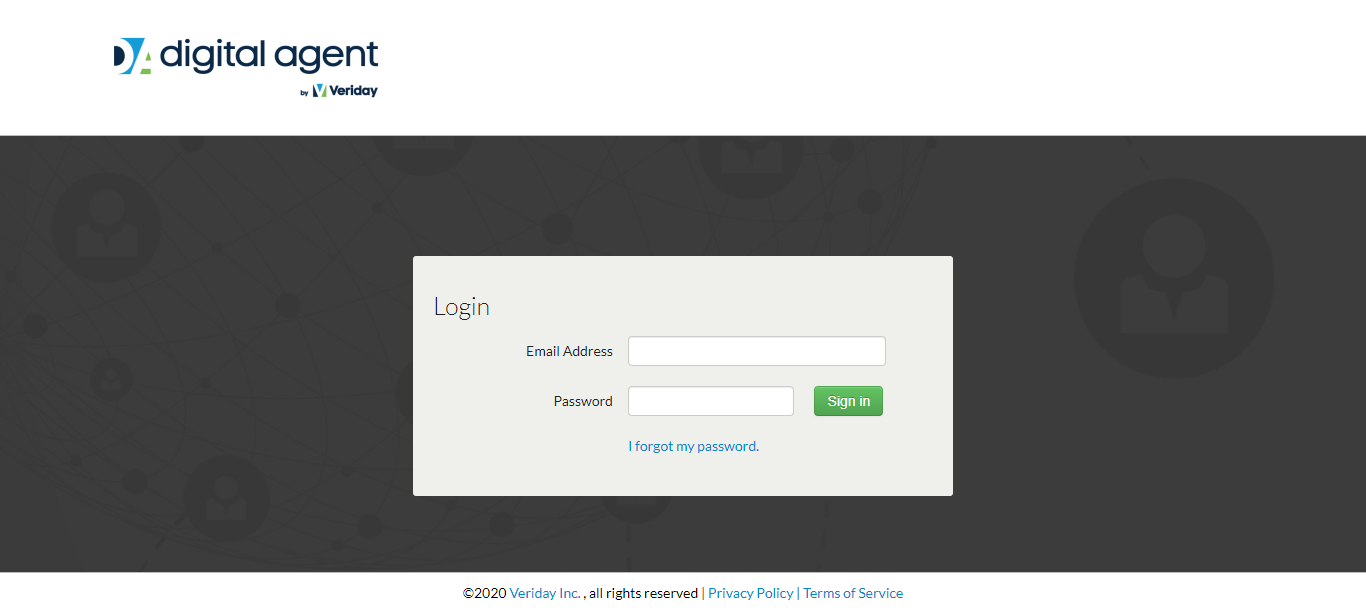 DA digital agent
by Veriday
Login
Email Address
Password Sign in
I forgot my password.
©2020 Veriday Inc. , all rights reserved | Privacy Policy | Terms of Service